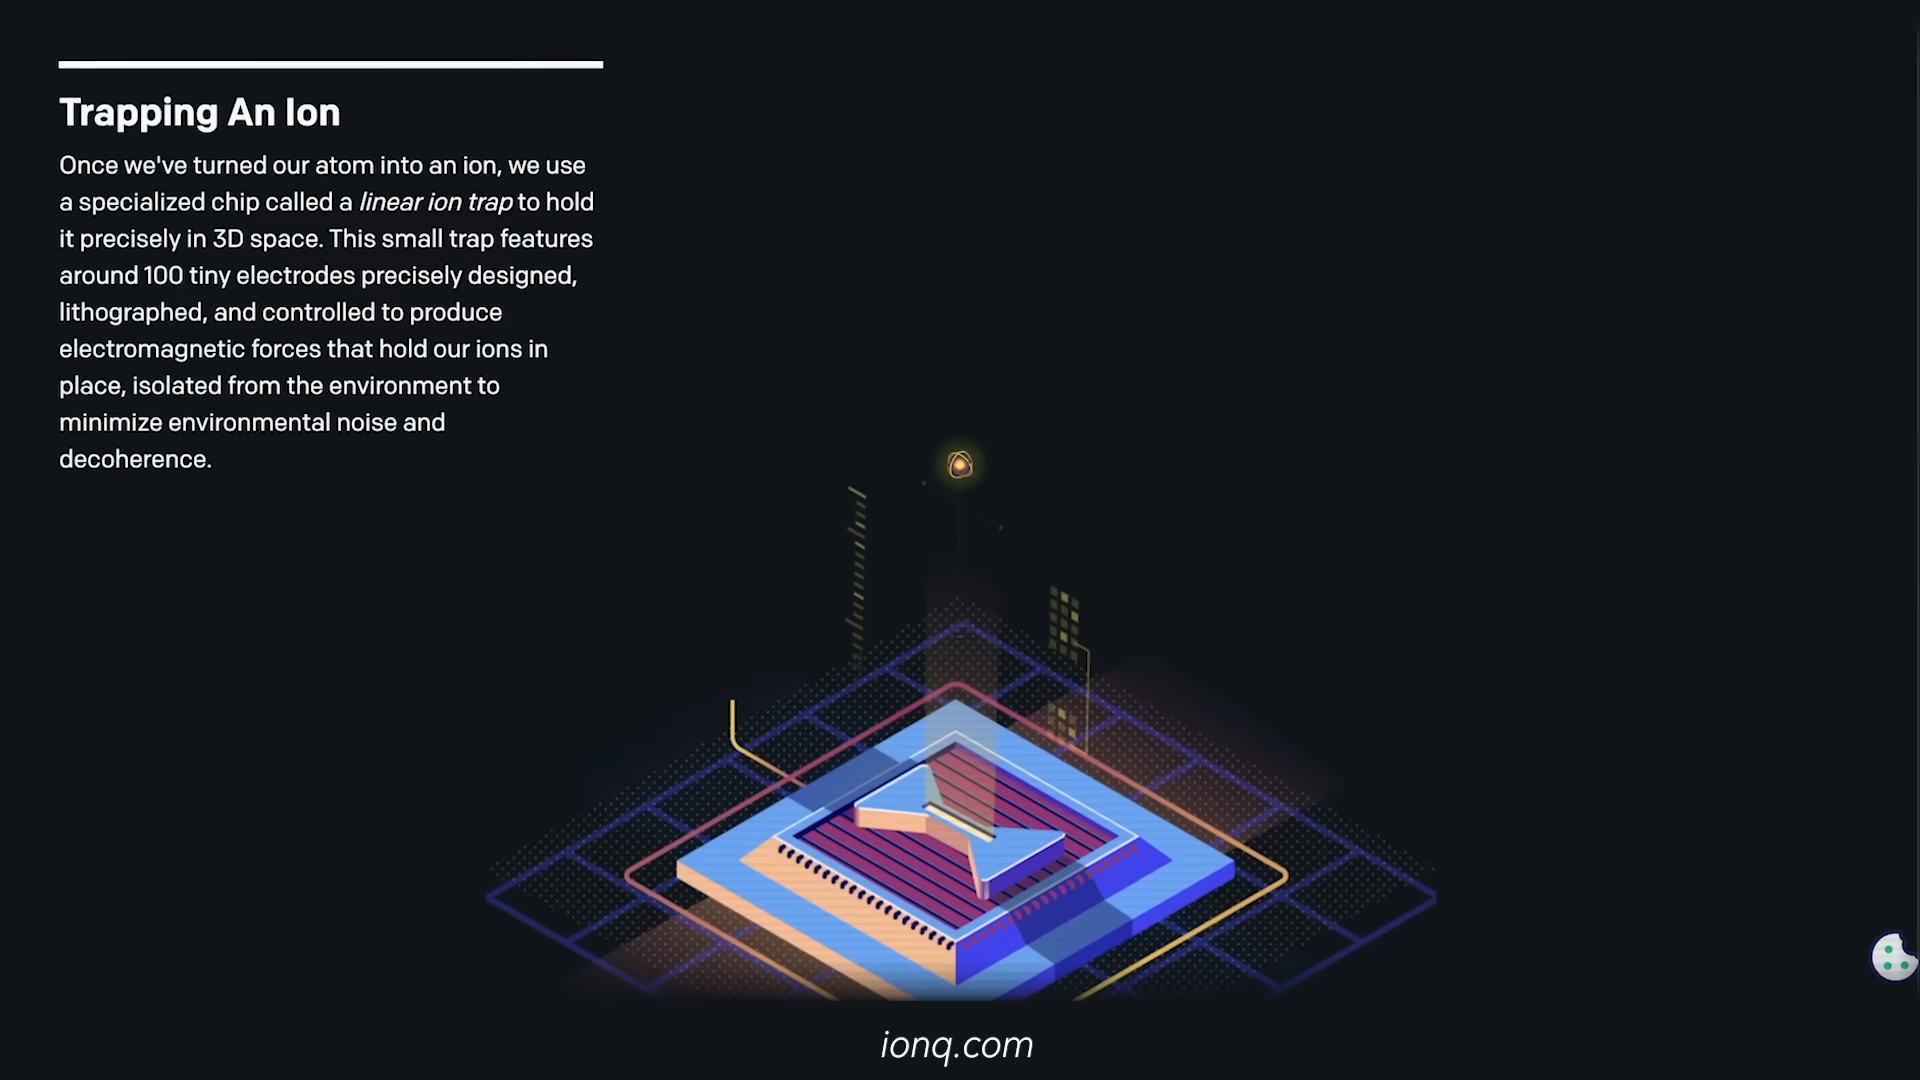 Trapping An Ion
Once we've turned our atom into an ion, we use
a specialized chip called a linear ion trap to hold
it precisely in 3D space. This small trap features
around 100 tiny electrodes precisely designed,
lithographed, and controlled to produce
electromagnetic forces that hold our ions in
place, isolated from the environment to
minimize environmental noise and
decoherence.
ionq.com